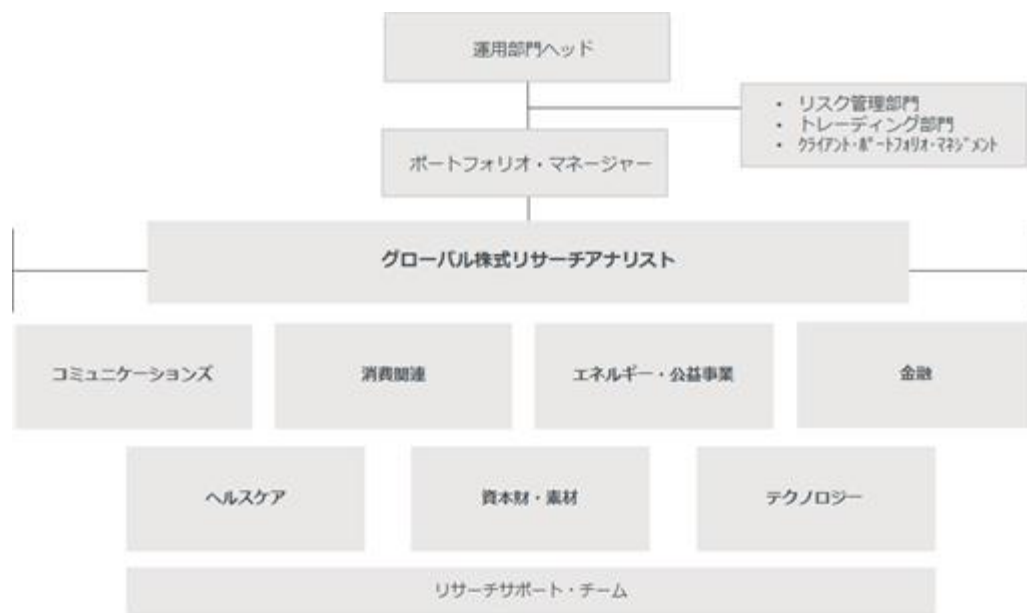 運用部門ヘッド
・ リスク管理部門
・ トレーディング部門
・ ｸﾗｲｱﾝﾄ･ﾎﾟｰﾄﾌｫﾘｵ･ﾏﾈｼﾞﾒﾝﾄ
ポートフォリオ・マネージャー
グローバル株式リサーチアナリスト
コミュニケーションズ
消費関連
エネルギー・公益事業
金融
ヘルスケア
資本財・素材
テクノロジー
リサーチサポート・チーム